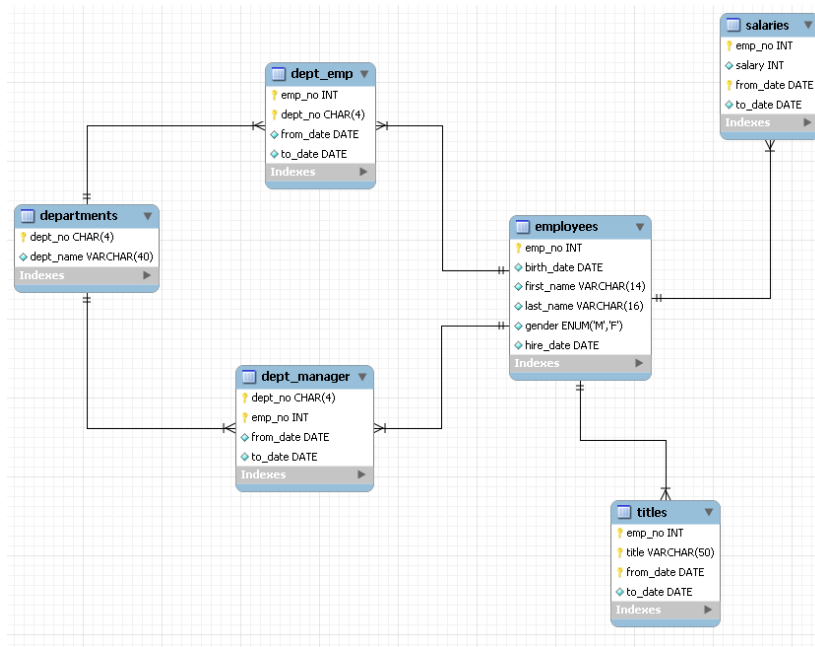 salaries
emp_no INT
salary INT
from_date DATE
to_date DATE
Indexes
dept_emp
emp_no INT
dept_no CHAR(4)
from_date DATE
to_date DATE
Indexes
departments
dept_no CHAR(4)
dept_name VARCHAR(40)
Indexes
employees
emp_no INT
birth_date DATE
first_name VARCHAR(14)
last_name VARCHAR(16)
gender ENUM('M','F')
hire_date DATE
Indexes
dept_manager
dept_no CHAR(4)
emp_no INT
from_date DATE
to_date DATE
Indexes
titles
emp_no INT
title VARCHAR(50)
from_date DATE
to_date DATE
Indexes